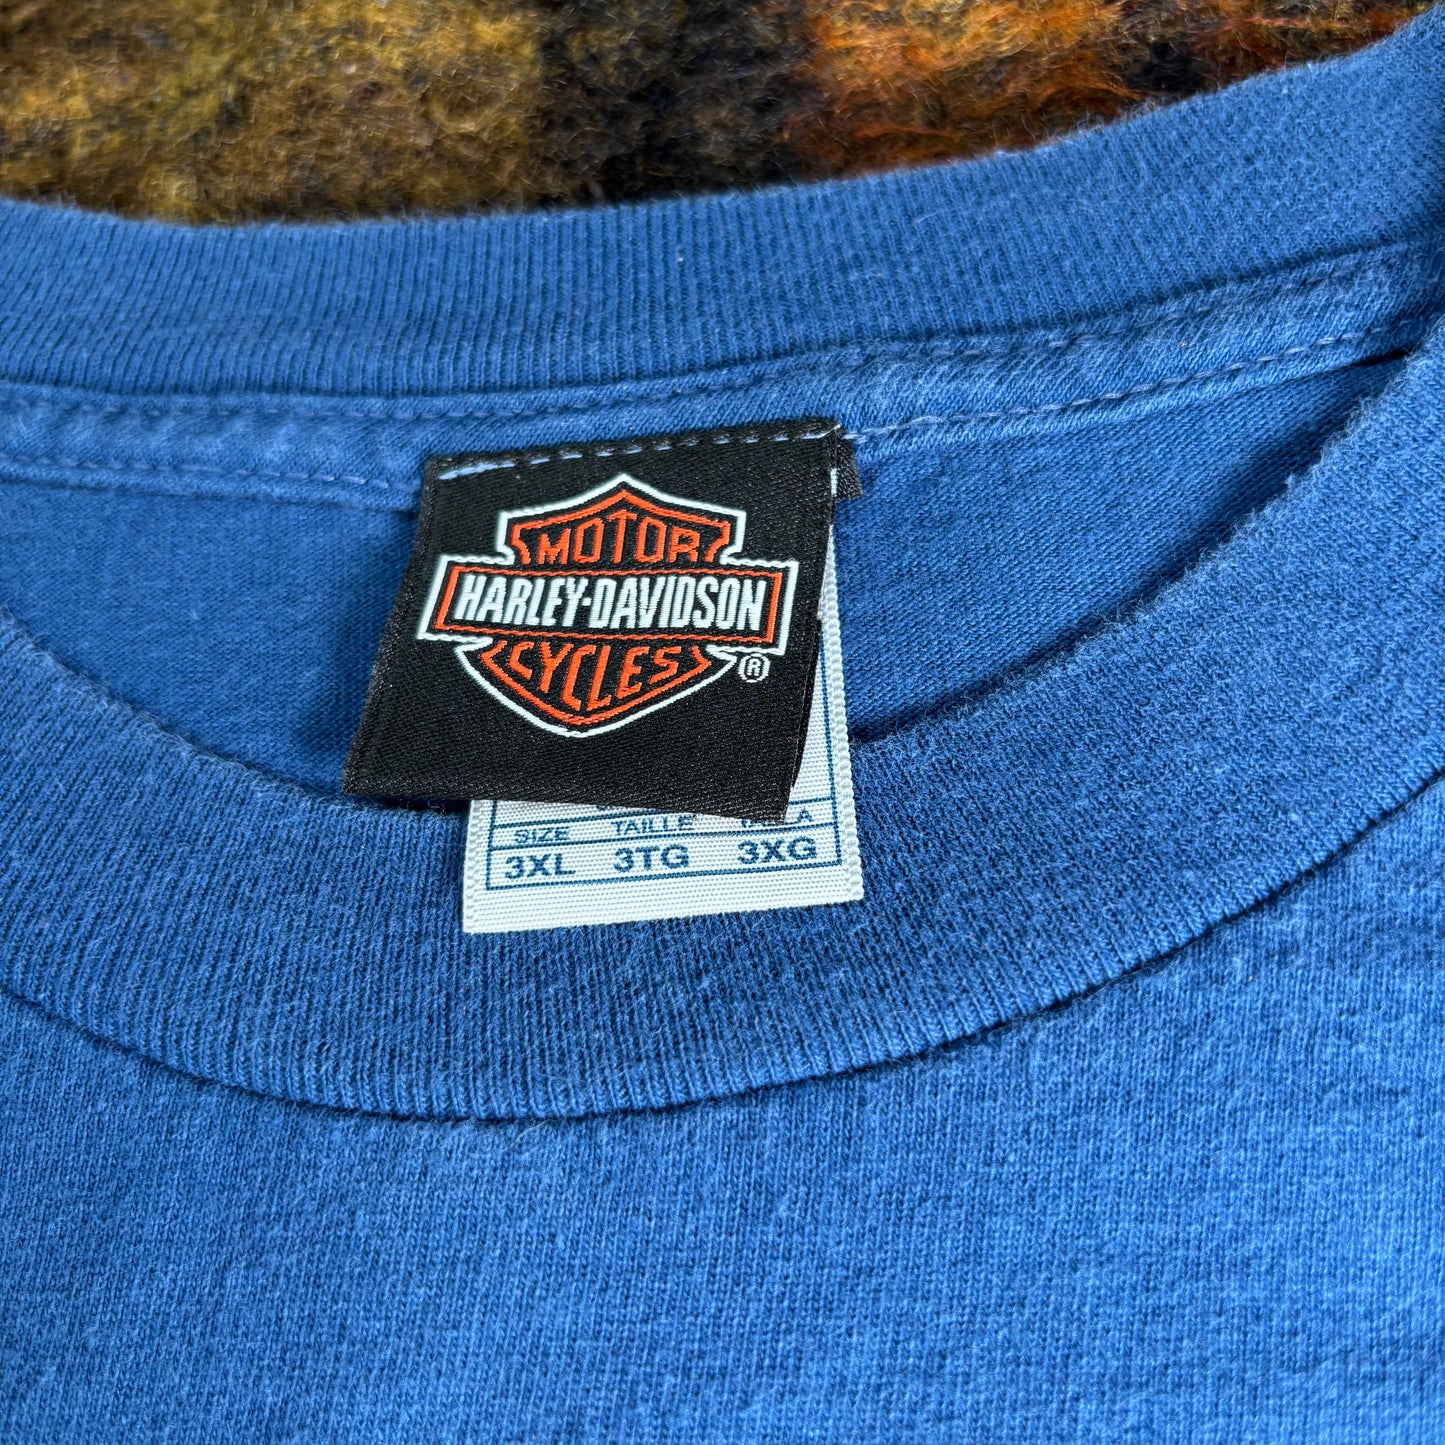 MOTOR
HARLEY-DAVIDSON
CYCLES
®
SIZE TAILLE
3XL 3TG 3XG